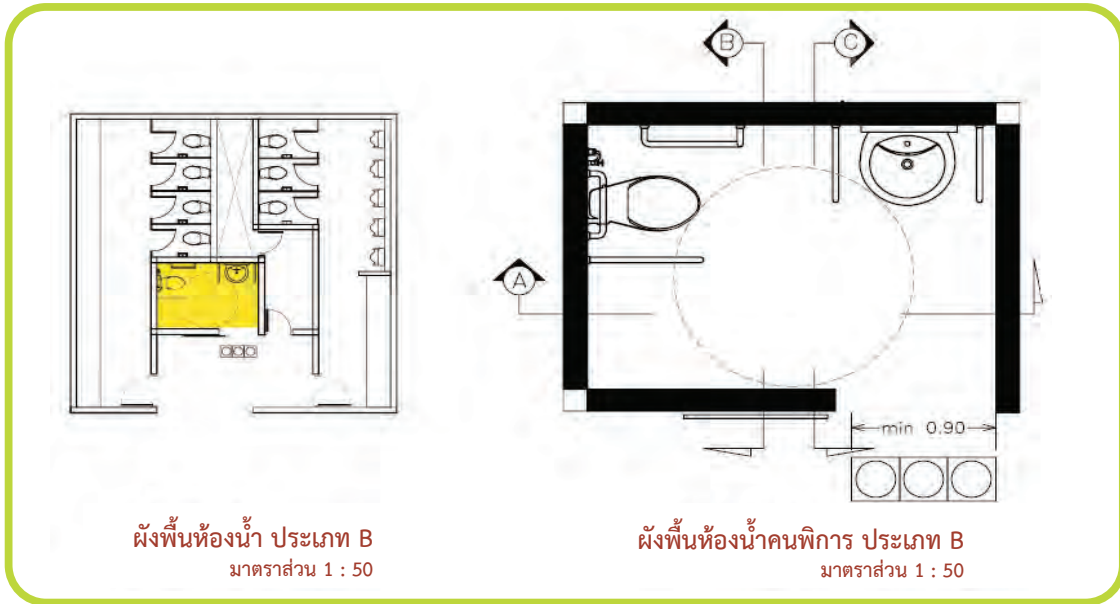 B
C
A
min 0.90
ผังพื้นห้องน้ำ ประเภท B
มาตราส่วน 1 : 50
ผังพื้นห้องน้ำคนพิการ ประเภท B
มาตราส่วน 1 : 50